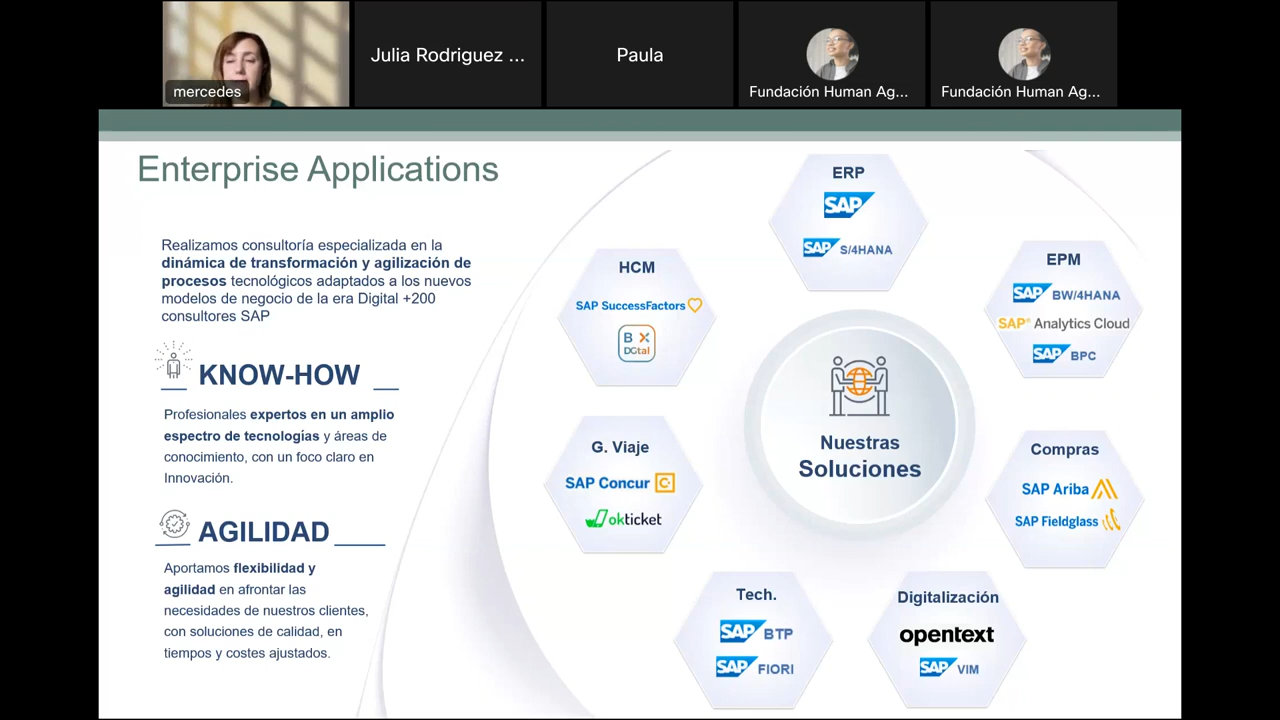 mercedes
Julia Rodriguez ...
Paula
Fundación Human Ag...
Fundación Human Ag...
Enterprise Applications
Realizamos consultoría especializada en la
dinámica de transformación y agilización de
procesos tecnológicos adaptados a los nuevos
modelos de negocio de la era Digital +200
consultores SAP
KNOW-HOW
Profesionales expertos en un amplio
espectro de tecnologías y áreas de
conocimiento, con un foco claro en
Innovación.
AGILIDAD
Aportamos flexibilidad y
agilidad en afrontar las
necesidades de nuestros clientes,
con soluciones de calidad, en
tiempos y costes ajustados.
ERP
SAP
SAP S/4HANA
HCM
SAP SuccessFactors
B X
DGtal
EPM
SAP BW/4HANA
SAP® Analytics Cloud
SAP BPC
Nuestras
Soluciones
G. Viaje
SAP Concur C
okticket
Compras
SAP Ariba
SAP Fieldglass
Tech.
SAP BTP
SAP FIORI
Digitalización
opentext
SAP VIM